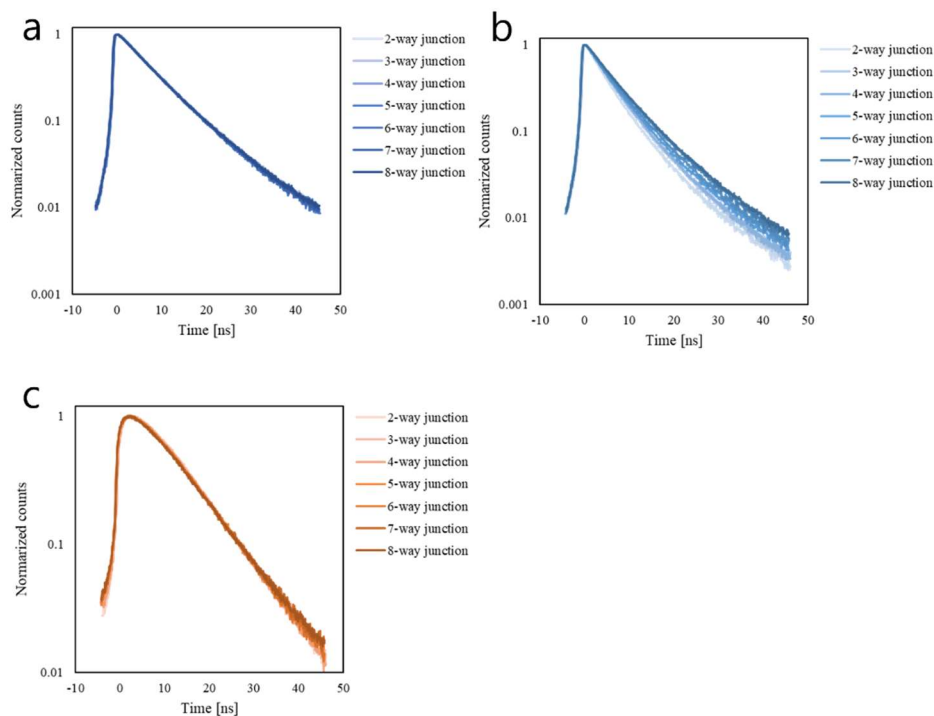 a
1
0.1
0.01
0.001
-10
0
10
20
30
40
50
Time [ns]
Normarized counts
2-way junction
3-way junction
4-way junction
5-way junction
6-way junction
7-way junction
8-way junction
b
1
0.1
0.01
0.001
-10
0
10
20
30
40
50
Time [ns]
Normarized counts
2-way junction
3-way junction
4-way junction
5-way junction
6-way junction
7-way junction
8-way junction
c
1
0.1
0.01
-10
0
10
20
30
40
50
Time [ns]
Normarized counts
2-way junction
3-way junction
4-way junction
5-way junction
6-way junction
7-way junction
8-way junction